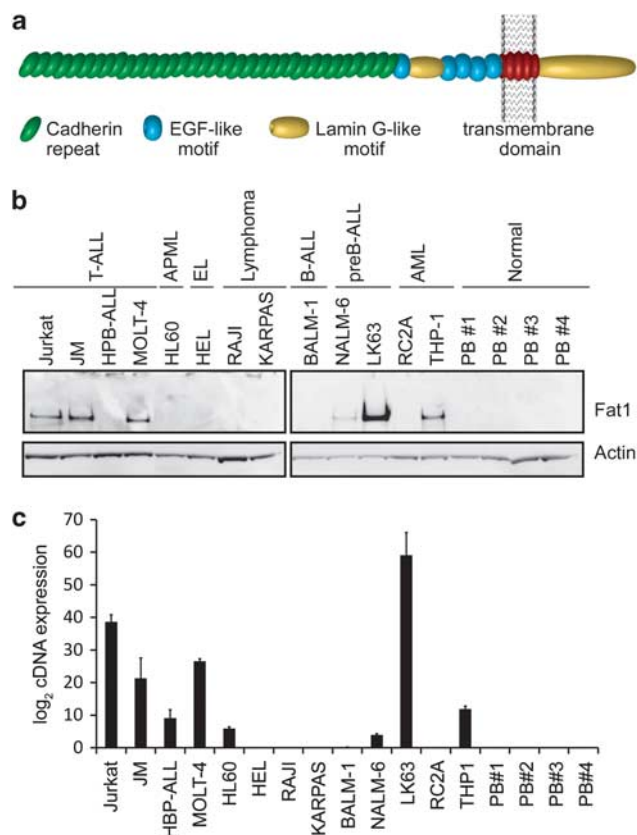 a
Cadherin
repeat
EGF-like
motif
Lamin G-like
motif
transmembrane
domain
b
T-ALL
APML
EL
Lymphoma
B-ALL
preB-ALL
AML
Normal
Jurkat
JM
HPB-ALL
MOLT-4
HL60
HEL
RAJI
KARPAS
BALM-1
NALM-6
LK63
RC2A
THP-1
PB #1
PB #2
PB #3
PB #4
Fat1
Actin
c
log2 cDNA expression
70
60
50
40
30
20
10
0
Jurkat
JM
HBP-ALL
MOLT-4
HL60
HEL
RAJI
KARPAS
BALM-1
NALM-6
LK63
RC2A
THP1
PB#1
PB#2
PB#3
PB#4